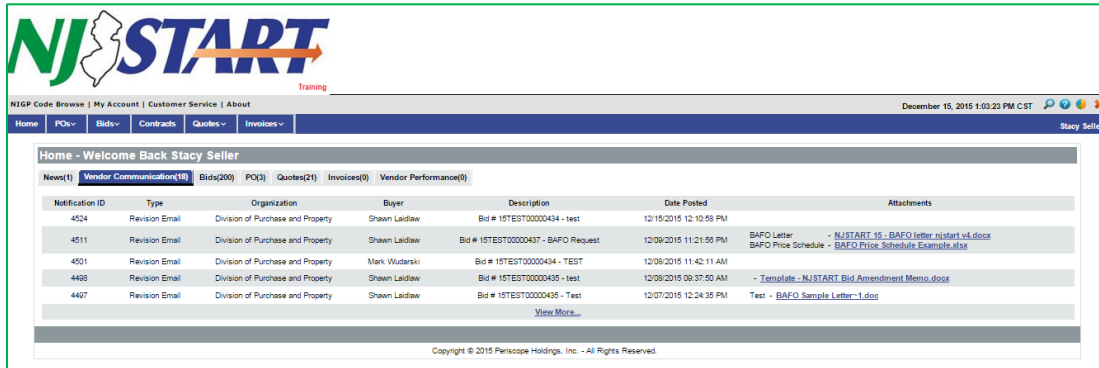 NJ START
Training
NIGP Code Browse | My Account | Customer Service | About
December 15, 2015 1:03:23 PM CST
Home POs Bids Contracts Quotes Invoices
Stacy Selle
Home - Welcome Back Stacy Seller
News(1) Vendor Communication(18) Bids(200) PO(3) Quotes(21) Invoices(0) Vendor Performance(0)
Notification ID Type Organization Buyer Description Date Posted Attachments
4524 Revision Email Division of Purchase and Property Shawn Laidlaw Bid # 15TEST00000434 - test 12/15/2015 12:10:58 PM
4511 Revision Email Division of Purchase and Property Shawn Laidlaw Bid # 15TEST00000437 - BAFO Request 12/09/2015 11:21:56 PM BAFO Letter - NJSTART 15 - BAFO letter njstart v4.docx
BAFO Price Schedule - BAFO Price Schedule Example.xlsx
4501 Revision Email Division of Purchase and Property Mark Wudarski Bid # 15TEST00000434 - TEST 12/08/2015 11:42:11 AM
4498 Revision Email Division of Purchase and Property Shawn Laidlaw Bid # 15TEST00000435 - test 12/08/2015 09:37:50 AM - Template - NJSTART Bid Amendment Memo.docx
4497 Revision Email Division of Purchase and Property Shawn Laidlaw Bid # 15TEST00000435 - Test 12/07/2015 12:24:35 PM Test - BAFO Sample Letter~1.doc
View More...
Copyright © 2015 Periscope Holdings, Inc. - All Rights Reserved.